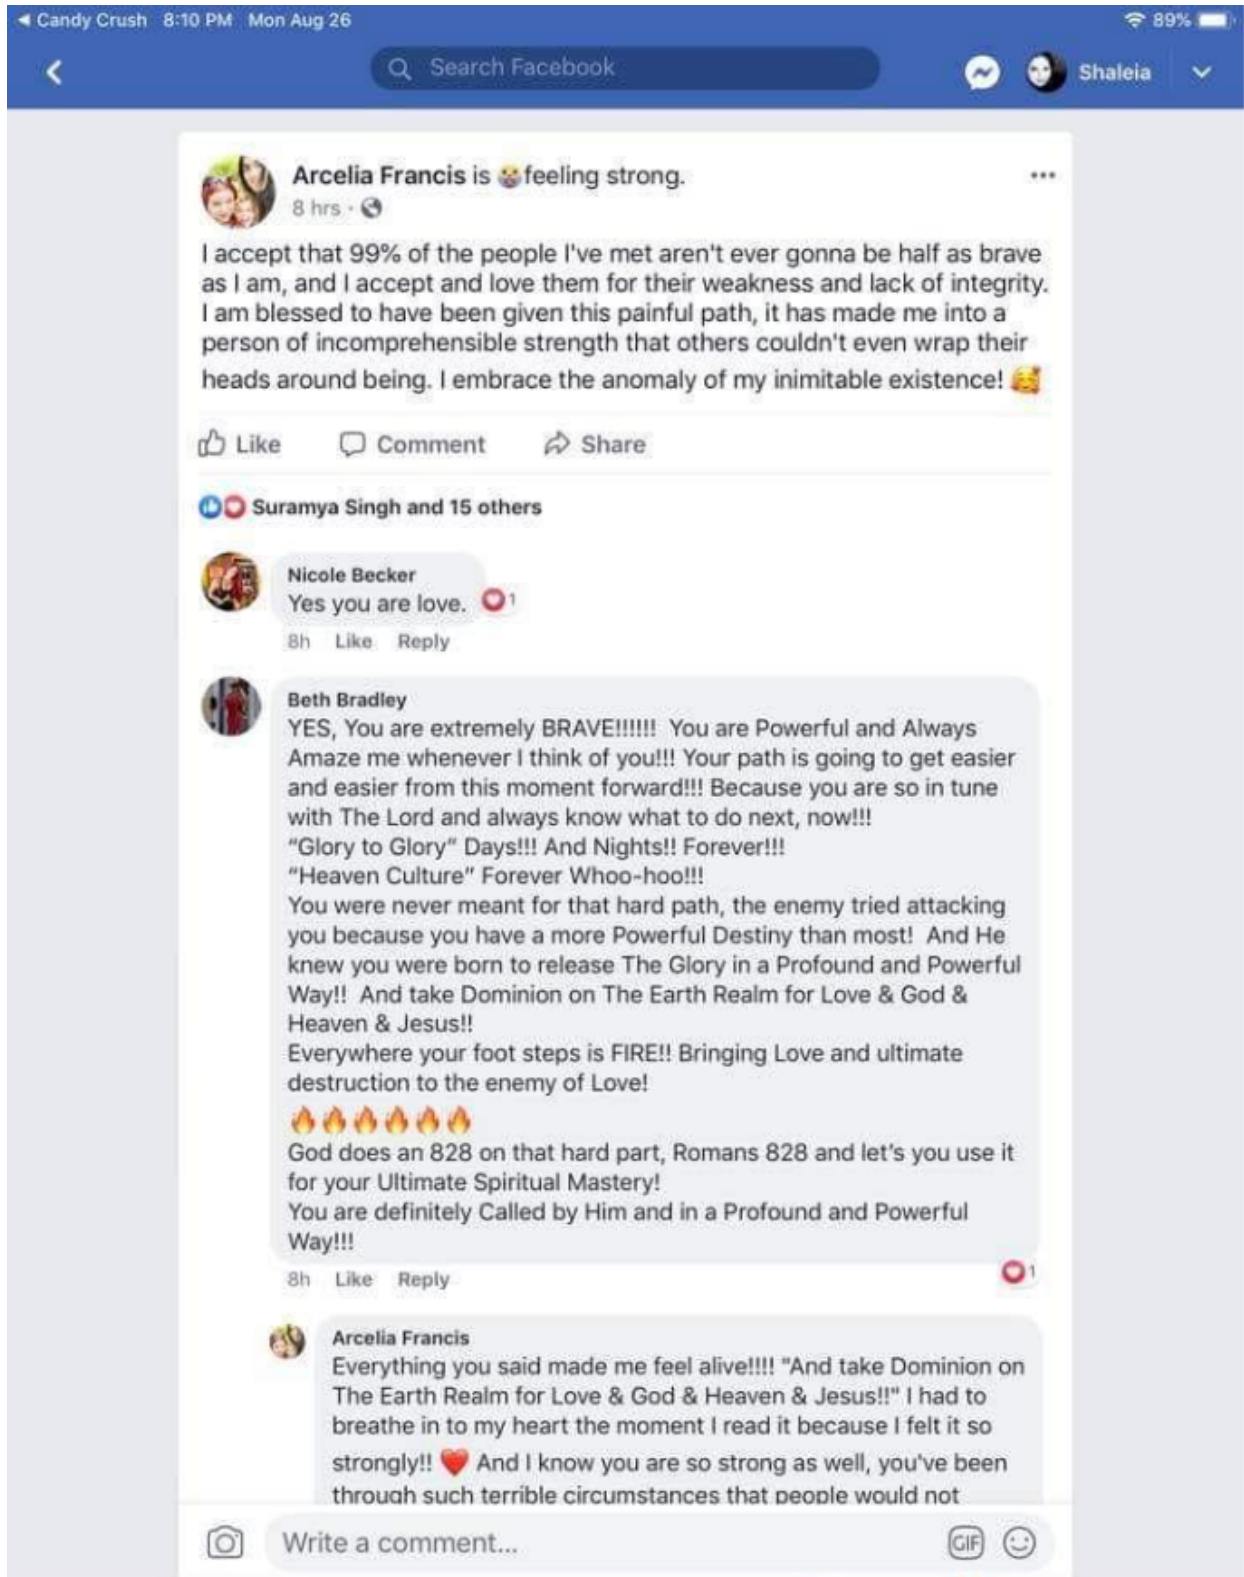 Candy Crush 8:10 PM Mon Aug 26 89%
Search Facebook Shaleia
Arcelia Francis is feeling strong.
8 hrs ·
I accept that 99% of the people I've met aren't ever gonna be half as brave
as I am, and I accept and love them for their weakness and lack of integrity.
I am blessed to have been given this painful path, it has made me into a
person of incomprehensible strength that others couldn't even wrap their
heads around being. I embrace the anomaly of my inimitable existence! 🥰
Like Comment Share
Suramya Singh and 15 others
Nicole Becker
Yes you are love. 1
8h Like Reply
Beth Bradley
YES, You are extremely BRAVE!!!!!! You are Powerful and Always
Amaze me whenever I think of you!!! Your path is going to get easier
and easier from this moment forward!!! Because you are so in tune
with The Lord and always know what to do next, now!!!
“Glory to Glory” Days!!! And Nights!! Forever!!!
“Heaven Culture” Forever Whoo-hoo!!!
You were never meant for that hard path, the enemy tried attacking
you because you have a more Powerful Destiny than most! And He
knew you were born to release The Glory in a Profound and Powerful
Way!! And take Dominion on The Earth Realm for Love & God &
Heaven & Jesus!!
Everywhere your foot steps is FIRE!! Bringing Love and ultimate
destruction to the enemy of Love!
🔥🔥🔥🔥🔥🔥
God does an 828 on that hard part, Romans 828 and let's you use it
for your Ultimate Spiritual Mastery!
You are definitely Called by Him and in a Profound and Powerful
Way!!!
8h Like Reply 1
Arcelia Francis
Everything you said made me feel alive!!!! "And take Dominion on
The Earth Realm for Love & God & Heaven & Jesus!!" I had to
breathe in to my heart the moment I read it because I felt it so
strongly!! ❤️ And I know you are so strong as well, you've been
through such terrible circumstances that people would not
Write a comment... GIF